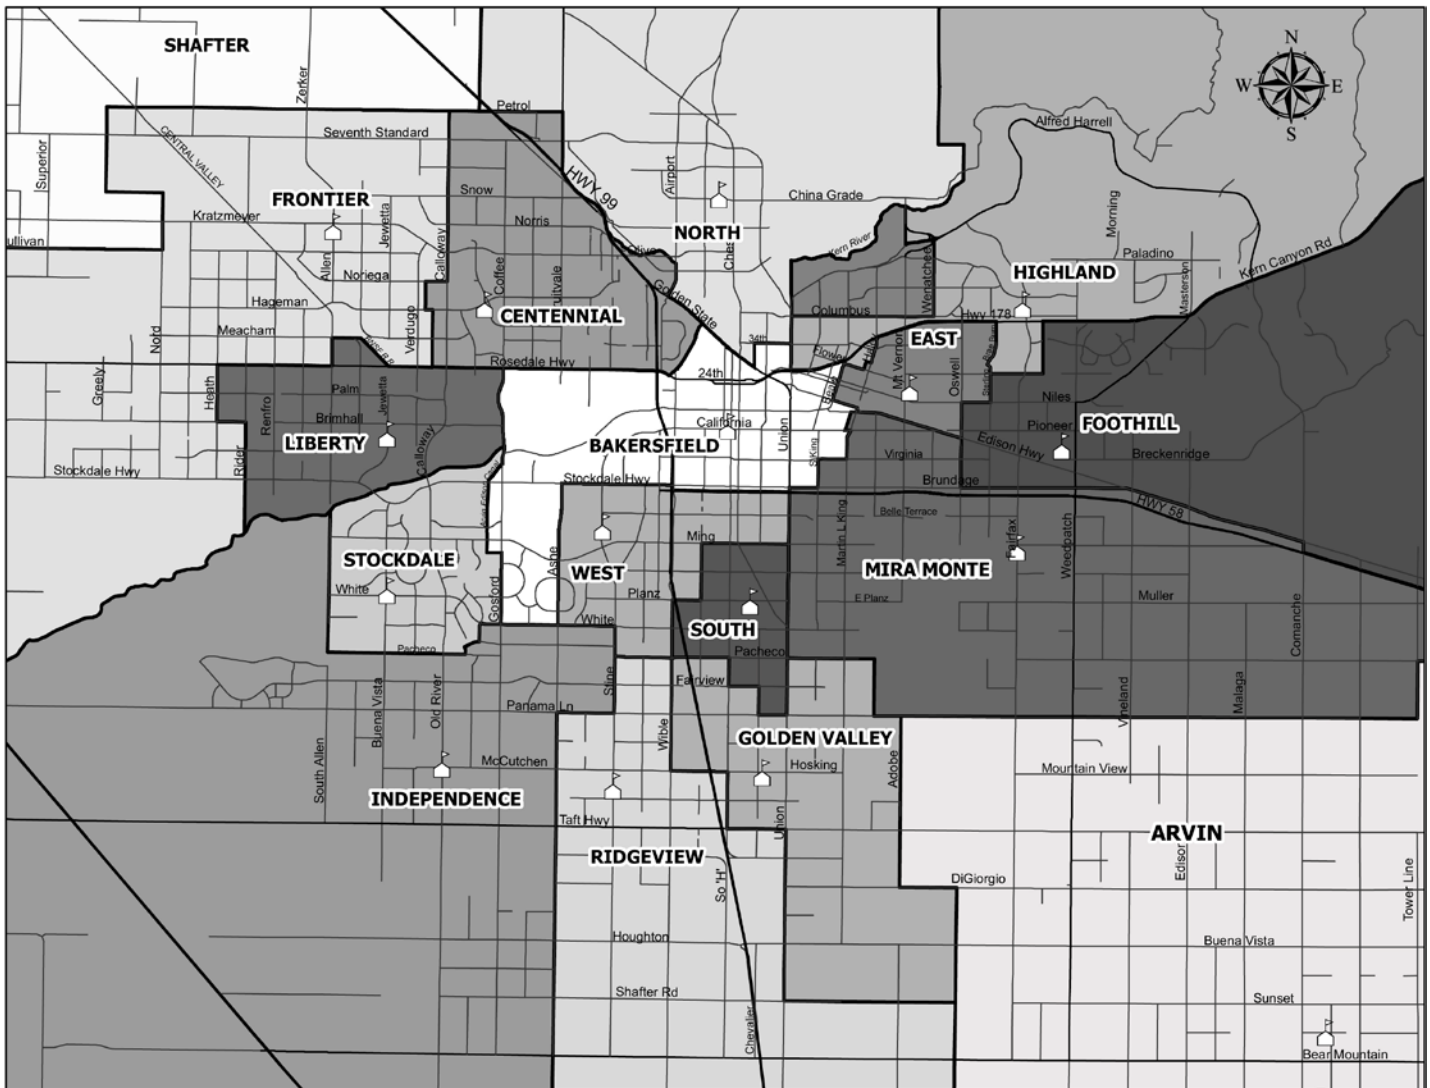 SHAFTER
N
W
E
S
Zerker
Petrol
Alfred Harrell
Seventh Standard
Superior
CENTRAL VALLEY
HWY 99
Airport
Snow
China Grade
FRONTIER
Morning
Kratzmeyer
Jewetta
Norris
NORTH
ullivan
Calloway
Olive
Ches
Kern River
Paladino
Kern Canyon Rd
Allen
Noriega
Coffee
uitvale
Wenatchee
HIGHLAND
Masterson
Golden State
Hageman
CENTENNIAL
Columbus
Hwy 178
Nord
Meacham
Verdugo
34th
EAST
Rosedale Hwy
Flower
Mt Vernon
Oswell
24th
Greely
Heath
Palm
Jewetta
Niles
Renfro
Brimhall
California
Union
Pioneer
FOOTHILL
LIBERTY
Calloway
BAKERSFIELD
Edison Hwy
Rider
Virginia
Breckenridge
Stockdale Hwy
Stockdale Hwy
Brundage
HWY 58
Martin L King
Belle Terrace
Ming
Fairfax
Weedpatch
STOCKDALE
Ashe
WEST
MIRA MONTE
White
Gosford
Planz
E Planz
Muller
White
SOUTH
Comanche
Pacheco
Pacheco
Stine
Fairview
Buena Vista
Old River
Panama Ln
Vineland
Malaga
Wible
GOLDEN VALLEY
South Allen
McCutchen
Hosking
Adobe
Mountain View
INDEPENDENCE
Taft Hwy
Union
ARVIN
RIDGEVIEW
Edison
So 'H'
DiGiorgio
Tower Line
Houghton
Buena Vista
Shafter Rd
Sunset
Chevalier
Bear Mountain